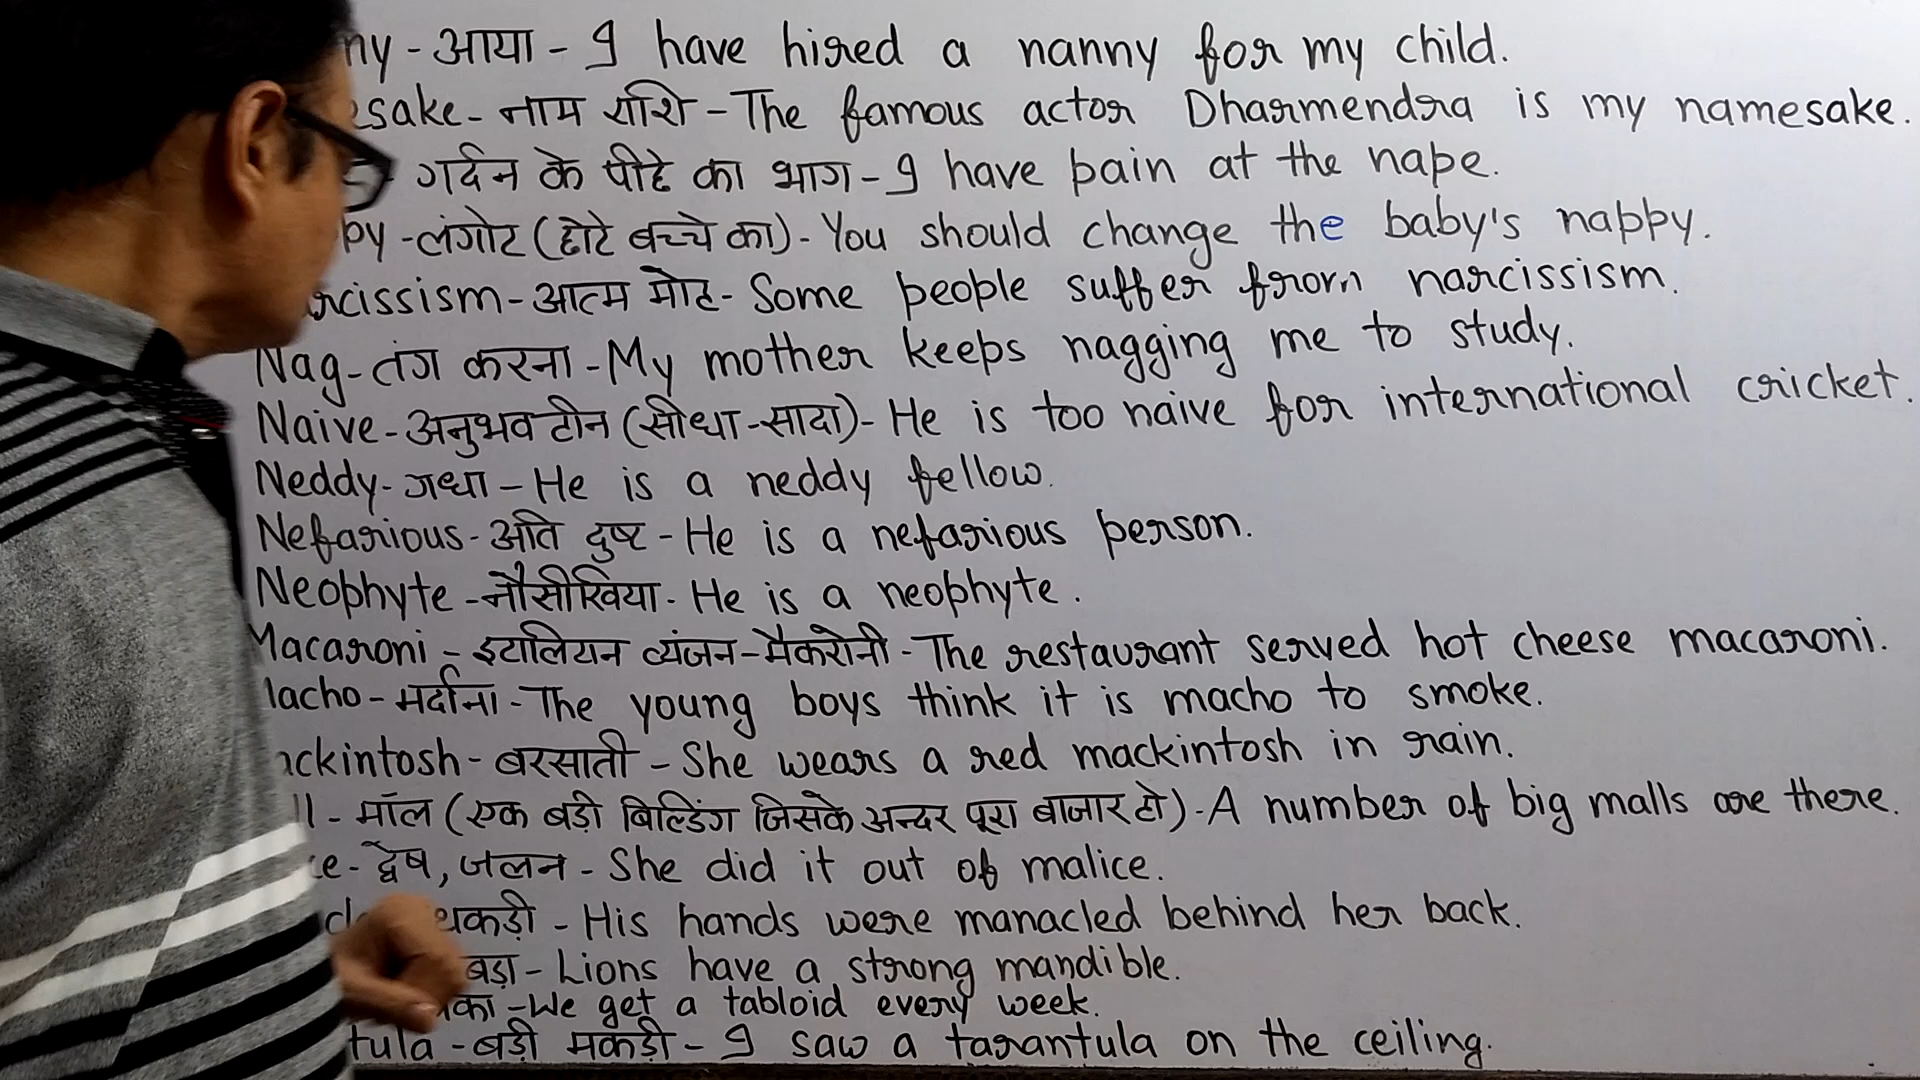 ny - आया - I have hired a nanny for my child.
esake - नाम राशि - The famous actor Dharmendra is my namesake.
गर्दन के पीछे का भाग - I have pain at the nape.
py - लंगोट (छोटे बच्चे का) - You should change the baby's nappy.
rcissism - आत्म मोह - Some people suffer from narcissism.
Nag - तंग करना - My mother keeps nagging me to study.
Naive - अनुभव हीन (सीधा-सादा) - He is too naive for international cricket.
Neddy - गधा - He is a neddy fellow.
Nefarious - अति दुष्ट - He is a nefarious person.
Neophyte - नौसीखिया - He is a neophyte.
Macaroni - इटालियन व्यंजन - मैकरोनी - The restaurant served hot cheese macaroni.
acho - मर्दाना - The young boys think it is macho to smoke.
ackintosh - बरसाती - She wears a red mackintosh in rain.
ll - मॉल (एक बड़ी बिल्डिंग जिसके अन्दर पूरा बाजार हो) - A number of big malls are there.
ce - द्वेष, जलन - She did it out of malice.
थकड़ी - His hands were manacled behind her back.
बड़ा - Lions have a strong mandible.
का - We get a tabloid every week.
tula - बड़ी मकड़ी - I saw a tarantula on the ceiling.